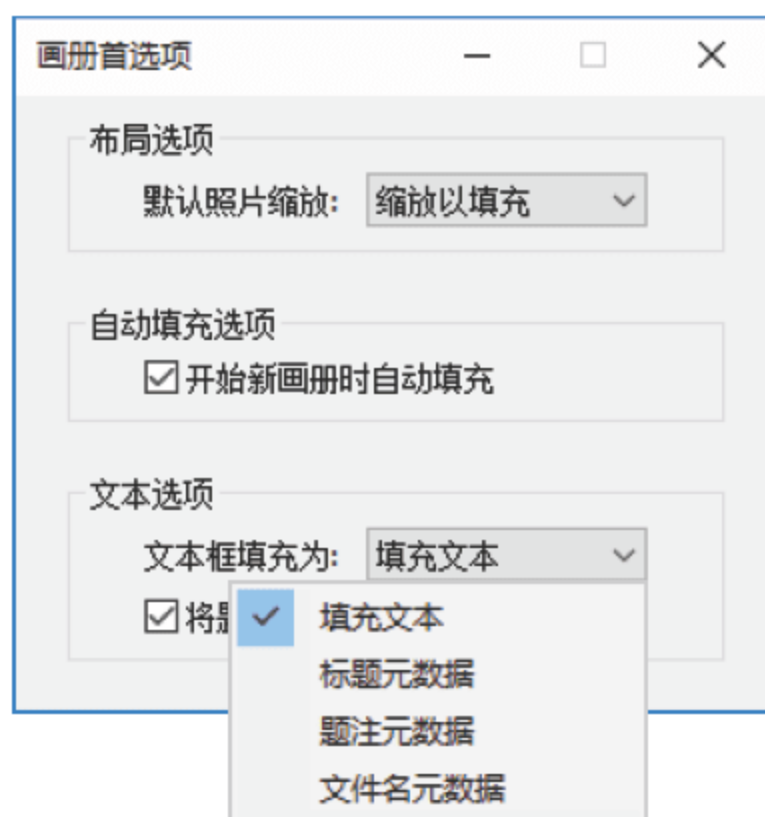 画册首选项
布局选项
默认照片缩放: 缩放以填充
自动填充选项
开始新画册时自动填充
文本选项
文本框填充为: 填充文本
将
填充文本
标题元数据
题注元数据
文件名元数据